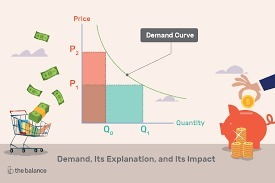 Price
Demand Curve
P₂
P₁
Q₀
Q₁
Quantity
Demand, Its Explanation, and Its Impact
the balance